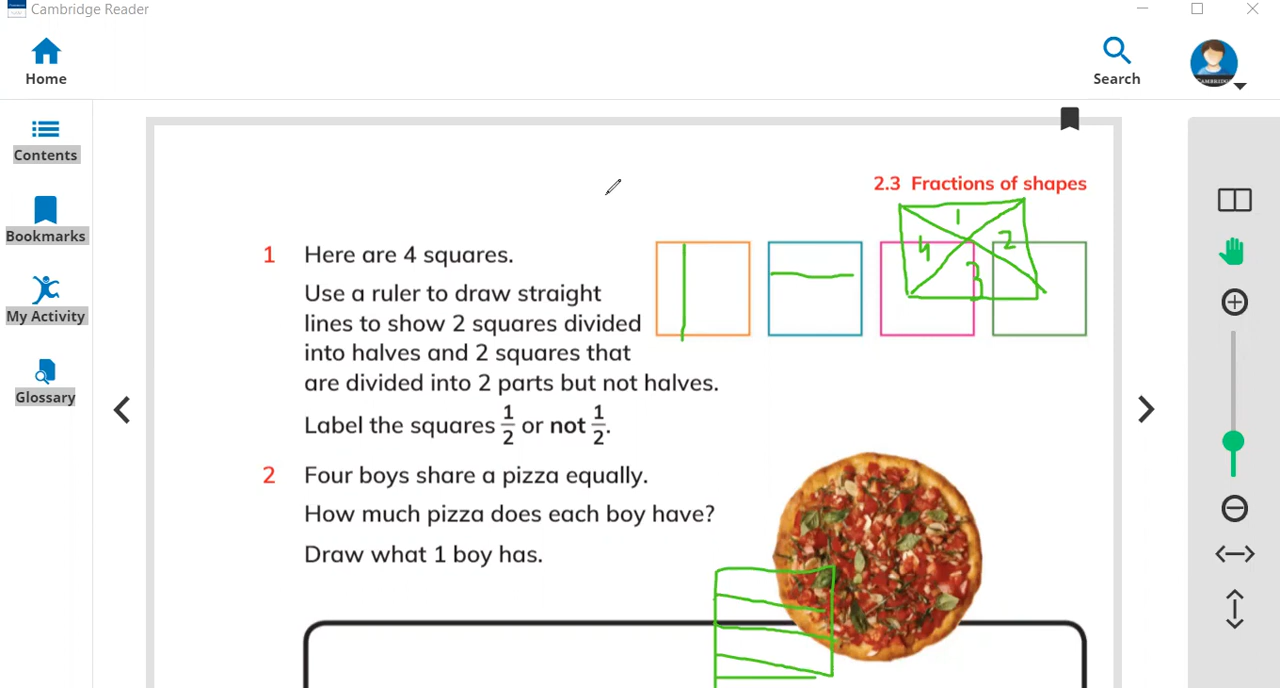 Cambridge Reader
Home
Search
CAMBRIDGE
Contents
Bookmarks
My Activity
Glossary
2.3 Fractions of shapes
1 Here are 4 squares.
Use a ruler to draw straight
lines to show 2 squares divided
into halves and 2 squares that
are divided into 2 parts but not halves.
Label the squares 1/2 or not 1/2.
1
4 2
3
2 Four boys share a pizza equally.
How much pizza does each boy have?
Draw what 1 boy has.